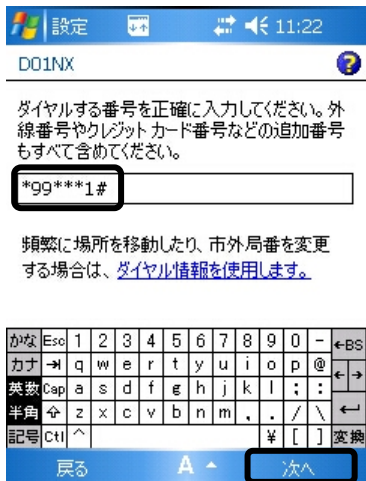 設定 11:22
D01NX
ダイヤルする番号を正確に入力してください。外
線番号やクレジット カード番号などの追加番号
もすべて含めてください。
*99***1#
頻繁に場所を移動したり、市外局番を変更
する場合は、ダイヤル情報を使用します。
かな Esc 1 2 3 4 5 6 7 8 9 0 - ←BS
カナ →| q w e r t y u i o p @ ← →
英数 Cap a s d f g h j k l ; :
半角 z x c v b n m , . / \ ←┘
記号 Ctl ^ ¥ [ ] 変換
戻る A 次へ